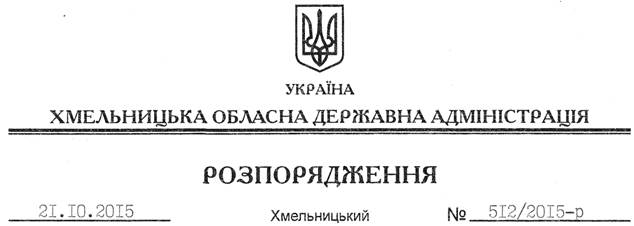 УКРАЇНА
ХМЕЛЬНИЦЬКА ОБЛАСНА ДЕРЖАВНА АДМІНІСТРАЦІЯ
РОЗПОРЯДЖЕННЯ
21.10.2015 Хмельницький № 512/2015-р